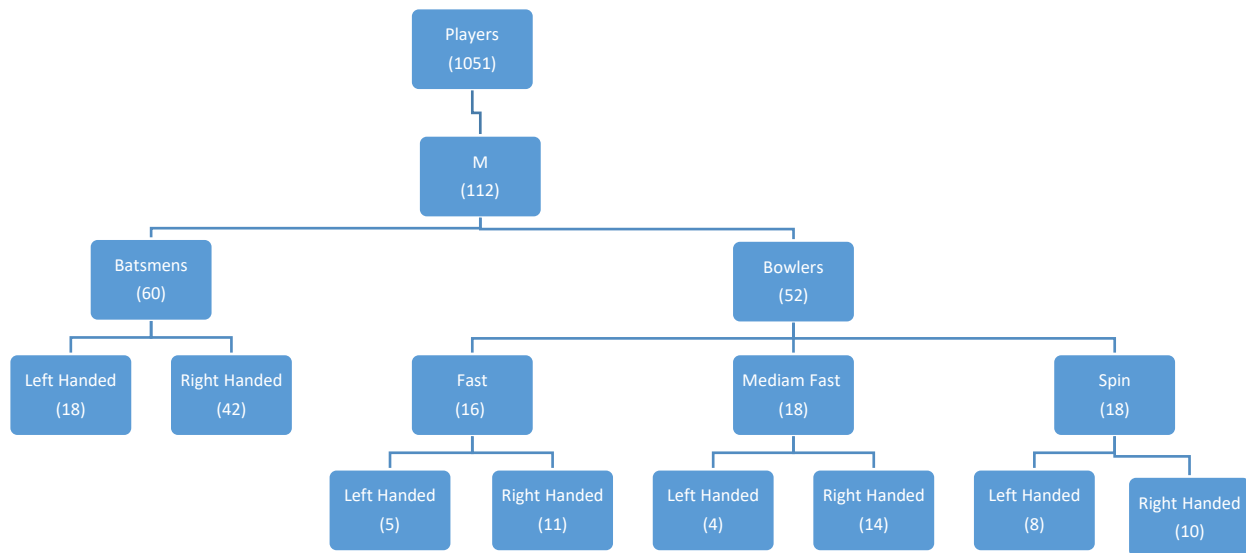 Players
(1051)
M
(112)
Batsmens
(60)
Bowlers
(52)
Left Handed
(18)
Right Handed
(42)
Fast
(16)
Mediam Fast
(18)
Spin
(18)
Left Handed
(5)
Right Handed
(11)
Left Handed
(4)
Right Handed
(14)
Left Handed
(8)
Right Handed
(10)